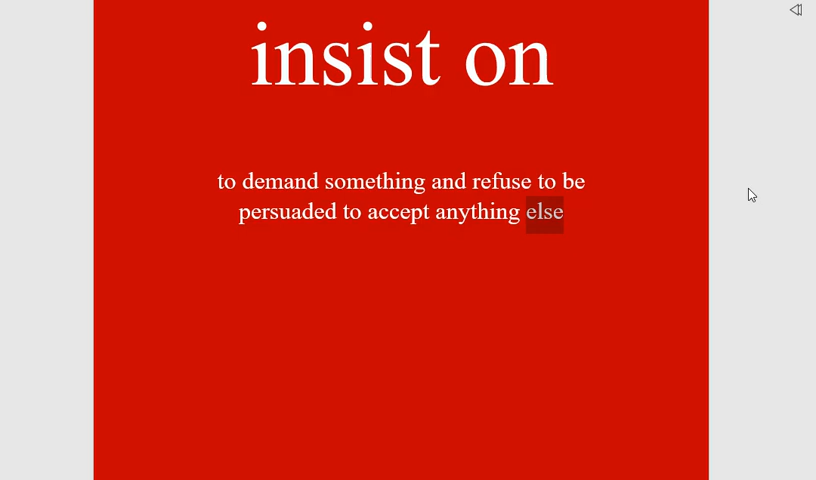 insist on
to demand something and refuse to be
persuaded to accept anything else